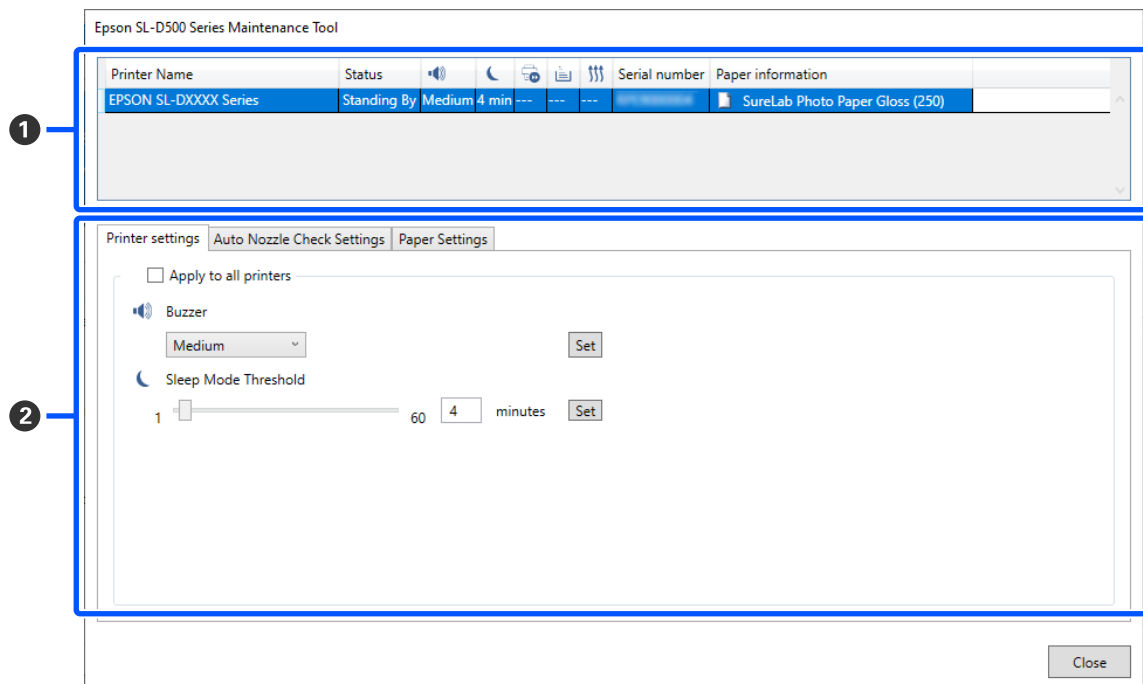 Epson SL-D500 Series Maintenance Tool
Printer Name Status Serial number Paper information
EPSON SL-DXXXX Series Standing By Medium 4 min --- --- --- SureLab Photo Paper Gloss (250)
1
Printer settings Auto Nozzle Check Settings Paper Settings
Apply to all printers
Buzzer
Medium Set
Sleep Mode Threshold
1 60 4 minutes Set
2
Close